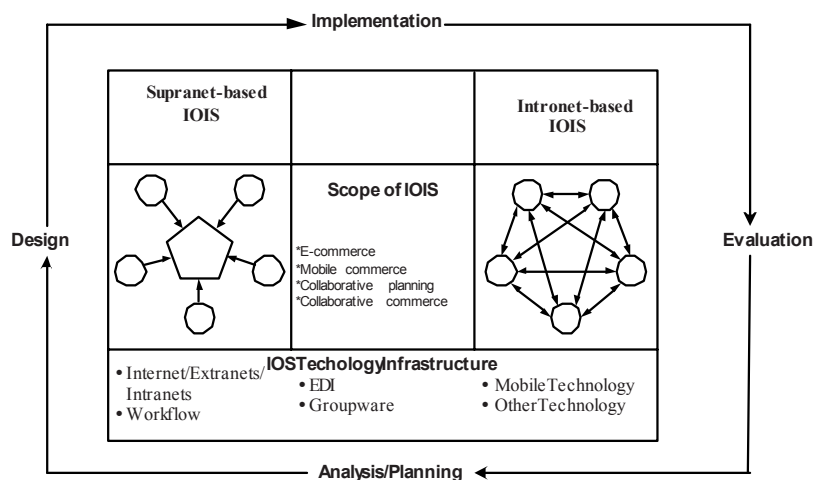 Implementation
Supranet-based
IOIS
Intronet-based
IOIS
Scope of IOIS
*E-commerce
*Mobile commerce
*Collaborative planning
*Collaborative commerce
Design
Evaluation
IOSTechologyInfrastructure
• Internet/Extranets/
Intranets
• Workflow
• EDI
• Groupware
• MobileTechnology
• OtherTechnology
Analysis/Planning